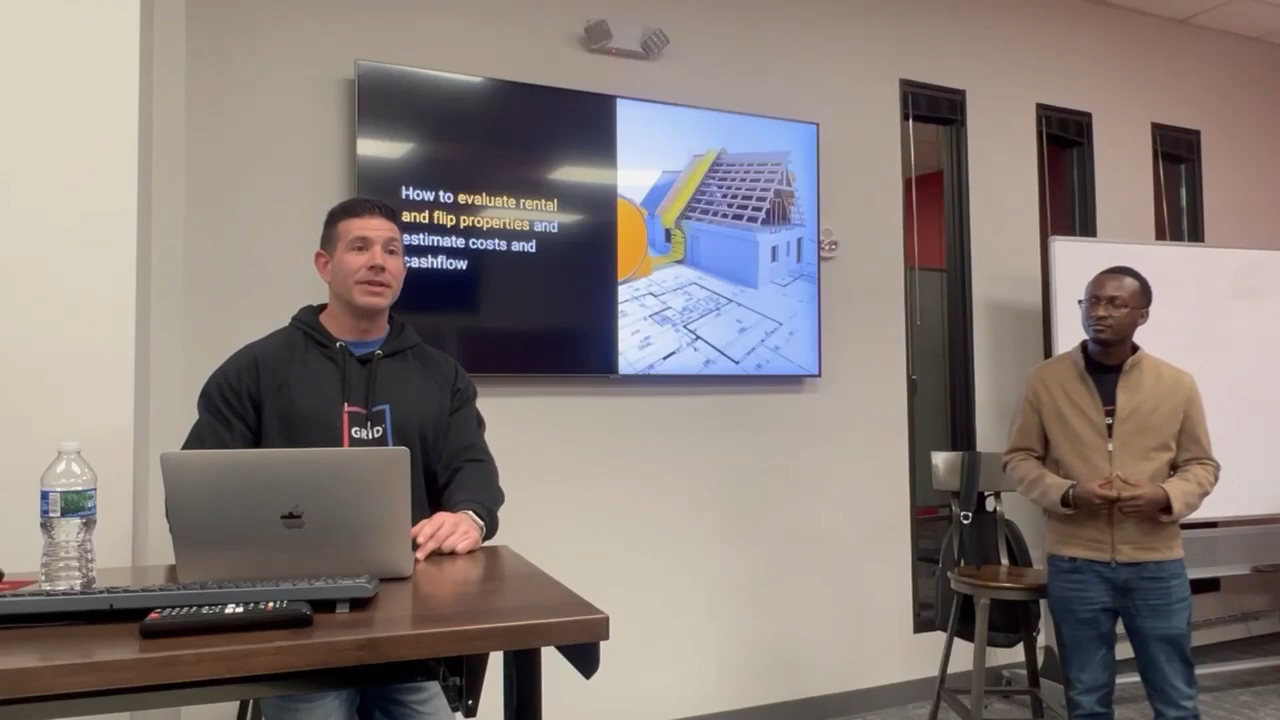 How to evaluate rental
and flip properties and
estimate costs and
cashflow
GRID